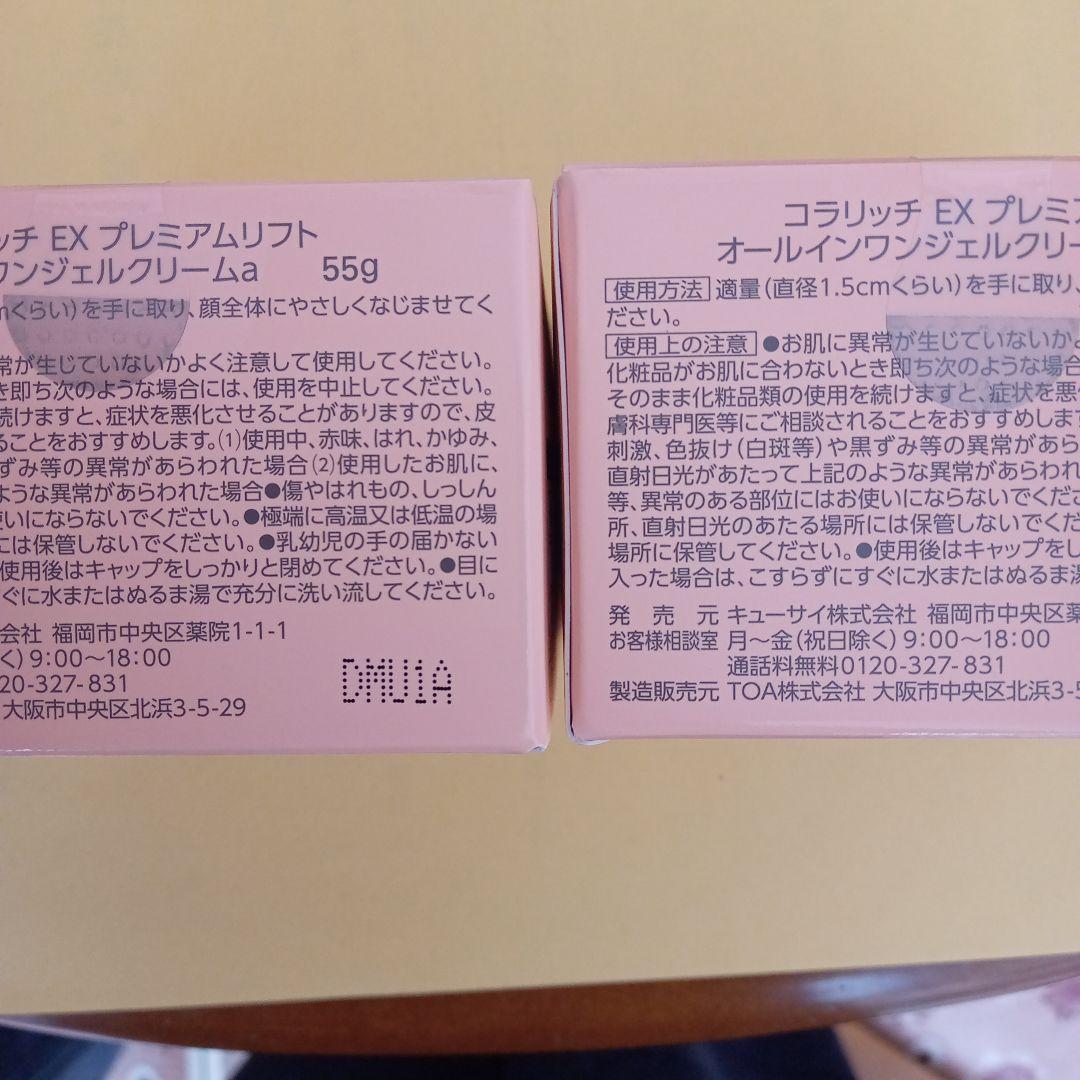 ッチ EX プレミアムリフト
ワンジェルクリームa 55g
くらい)を手に取り、顔全体にやさしくなじませてく
常が生じていないかよく注意して使用してください。
き即ち次のような場合には、使用を中止してください。
続けますと、症状を悪化させることがありますので、皮
ることをおすすめします。(1)使用中、赤味、はれ、かゆみ、
ずみ等の異常があらわれた場合(2)使用したお肌に、
ような異常があらわれた場合●傷やはれもの、しっしん
使いにならないでください。●極端に高温又は低温の場
には保管しないでください。●乳幼児の手の届かない
使用後はキャップをしっかりと閉めてください。●目に
ぐに水またはぬるま湯で充分に洗い流してください。
会社 福岡市中央区薬院1-1-1
く) 9:00〜18:00
20-327-831
大阪市中央区北浜3-5-29
DMU1A
コラリッチ EX プレミア
オールインワンジェルクリー
使用方法 適量(直径1.5cmくらい)を手に取り、
ださい。
使用上の注意 ●お肌に異常が生じていないかよ
化粧品がお肌に合わないとき即ち次のような場合
そのまま化粧品類の使用を続けますと、症状を悪
膚科専門医等にご相談されることをおすすめします
刺激、色抜け(白斑等)や黒ずみ等の異常があら
直射日光があたって上記のような異常があらわれ
等、異常のある部位にはお使いにならないでくださ
所、直射日光のあたる場所には保管しないでくだ
場所に保管してください。●使用後はキャップをし
入った場合は、こすらずにすぐに水またはぬるま湯
発売元 キューサイ株式会社 福岡市中央区薬
お客様相談室 月〜金(祝日除く) 9:00〜18:00
通話料無料0120-327-831
製造販売元 TOA株式会社 大阪市中央区北浜3-5